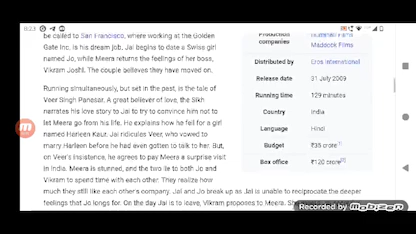 8:23
be called to San Francisco, where working at the Golden
Gate Inc. is his dream job. Jai begins to date a Swiss girl
named Jo, while Meera returns the feelings of her boss,
Vikram Joshi. The couple believes they have moved on.
Running simultaneously, but set in the past, is the tale of
Veer Singh Panesar. A great believer of love, the Sikh
narrates his love story to Jai to try to convince him not to
let Meera go from his life. He explains how he fell for a girl
named Harleen Kaur. Jai ridicules Veer, who vowed to
marry Harleen before he had even gotten to talk to her. But,
on Veer's insistence, he agrees to pay Meera a surprise visit
in India. Meera is stunned, and the two lie to both Jo and
Vikram to spend time with each other. They realize how
much they still like each other's company. Jai and Jo break up as Jai is unable to reciprocate the deeper
feelings that Jo longs for. On the day Jai is to leave, Vikram proposes to Meera.
Production
companies
Illuminati Films
Maddock Films
Distributed by Eros International
Release date 31 July 2009
Running time 129 minutes
Country India
Language Hindi
Budget ₹35 crore[1]
Box office ₹120 crore[2]
Recorded by Mobizen